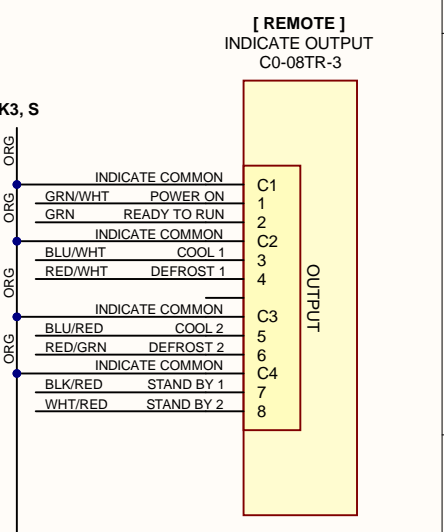 [ REMOTE ]
INDICATE OUTPUT
C0-08TR-3
K3, S
ORG
INDICATE COMMON C1
GRN/WHT POWER ON 1
ORG
GRN READY TO RUN 2
INDICATE COMMON C2
BLU/WHT COOL 1 3
RED/WHT DEFROST 1 4
ORG
OUTPUT
INDICATE COMMON C3
BLU/RED COOL 2 5
ORG
RED/GRN DEFROST 2 6
INDICATE COMMON C4
BLK/RED STAND BY 1 7
WHT/RED STAND BY 2 8